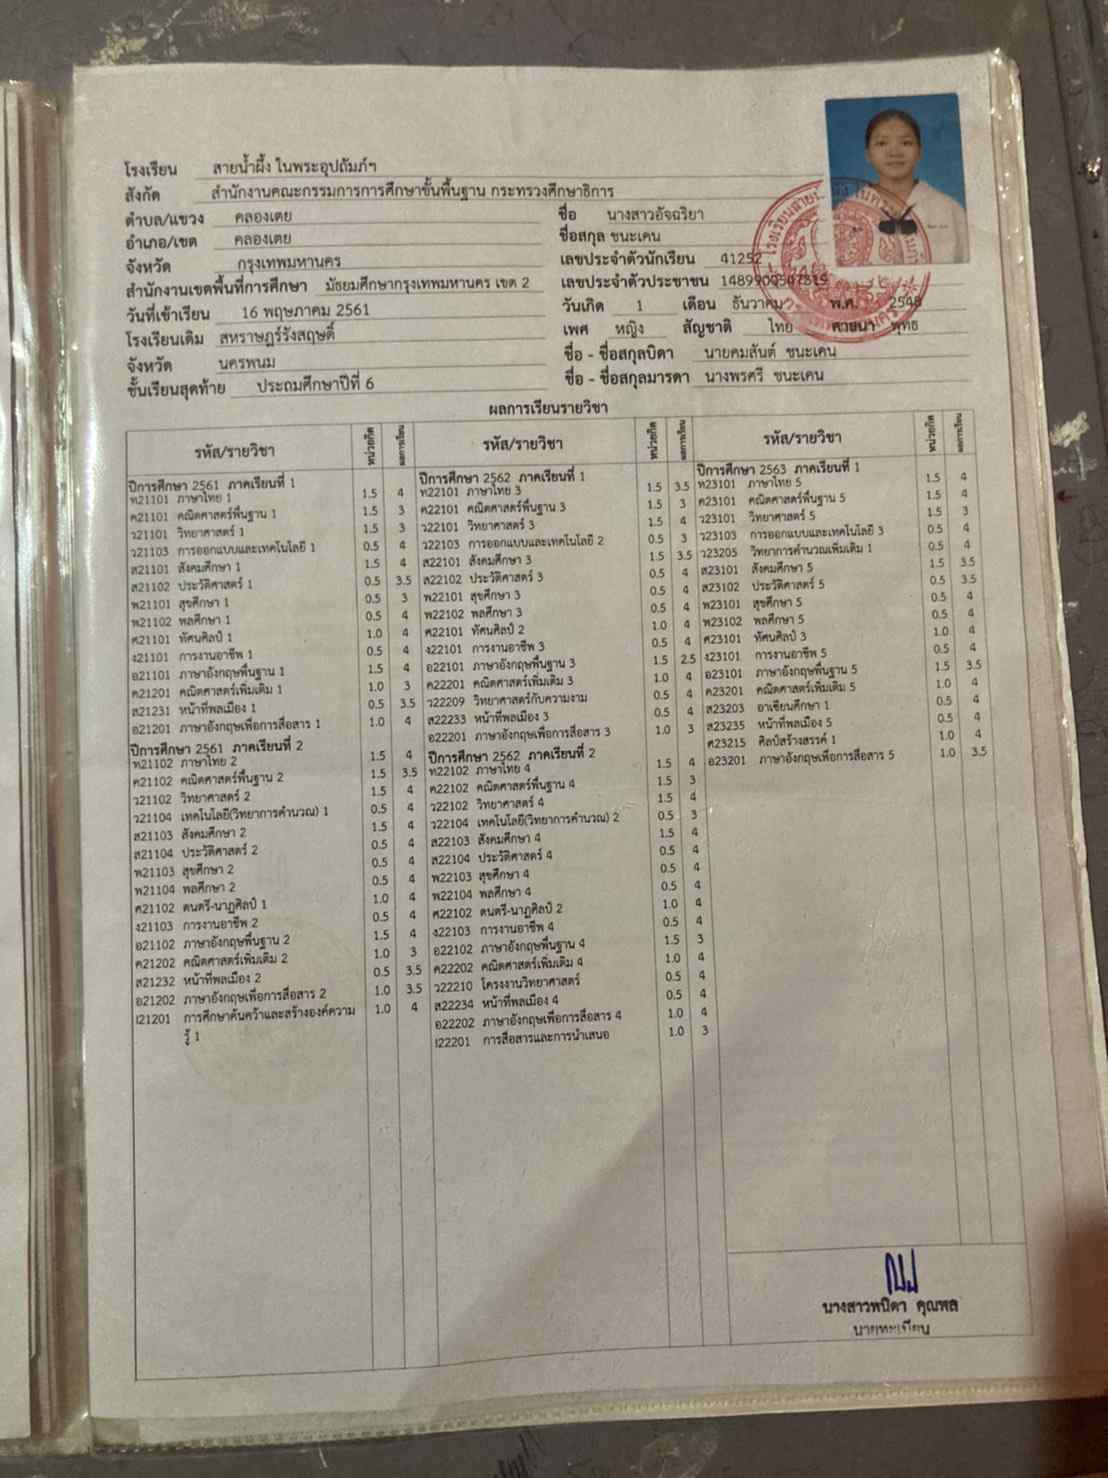 โรงเรียน สายน้ำผึ้ง ในพระอุปถัมภ์ฯ
สังกัด สำนักงานคณะกรรมการการศึกษาขั้นพื้นฐาน กระทรวงศึกษาธิการ
ตำบล/แขวง คลองเตย
อำเภอ/เขต คลองเตย
จังหวัด กรุงเทพมหานคร
สำนักงานเขตพื้นที่การศึกษา มัธยมศึกษากรุงเทพมหานคร เขต 2
วันที่เข้าเรียน 16 พฤษภาคม 2561
โรงเรียนเดิม สหราษฎร์รังสฤษดิ์
จังหวัด นครพนม
ชั้นเรียนสุดท้าย ประถมศึกษาปีที่ 6
ชื่อ นางสาวอัจฉริยา
ชื่อสกุล ชนะเคน
เลขประจำตัวนักเรียน 41252
เลขประจำตัวประชาชน
วันเกิด 1 เดือน ธันวาคม พ.ศ. 2548
เพศ หญิง สัญชาติ ไทย ศาสนา พุทธ
ชื่อ - ชื่อสกุลบิดา นายคมสันต์ ชนะเคน
ชื่อ - ชื่อสกุลมารดา นางพรศรี ชนะเคน
ผลการเรียนรายวิชา
รหัส/รายวิชา หน่วยกิต ผลการเรียน
ปีการศึกษา 2561 ภาคเรียนที่ 1
ท21101 ภาษาไทย 1 1.5 4
ค21101 คณิตศาสตร์พื้นฐาน 1 1.5 3
ว21101 วิทยาศาสตร์ 1 1.5 3
ว21103 การออกแบบและเทคโนโลยี 1 0.5 4
ส21101 สังคมศึกษา 1 1.5 4
ส21102 ประวัติศาสตร์ 1 0.5 3.5
พ21101 สุขศึกษา 1 0.5 3
พ21102 พลศึกษา 1 0.5 4
ศ21101 ทัศนศิลป์ 1 1.0 4
ง21101 การงานอาชีพ 1 0.5 4
อ21101 ภาษาอังกฤษพื้นฐาน 1 1.5 4
ค21201 คณิตศาสตร์เพิ่มเติม 1 1.0 3
ส21231 หน้าที่พลเมือง 1 0.5 3.5
อ21201 ภาษาอังกฤษเพื่อการสื่อสาร 1 1.0 4
ปีการศึกษา 2561 ภาคเรียนที่ 2
ท21102 ภาษาไทย 2 1.5 4
ค21102 คณิตศาสตร์พื้นฐาน 2 1.5 3.5
ว21102 วิทยาศาสตร์ 2 1.5 4
ว21104 เทคโนโลยี(วิทยาการคำนวณ) 1 0.5 4
ส21103 สังคมศึกษา 2 1.5 4
ส21104 ประวัติศาสตร์ 2 0.5 4
พ21103 สุขศึกษา 2 0.5 4
พ21104 พลศึกษา 2 0.5 4
ศ21102 ดนตรี-นาฏศิลป์ 1 1.0 4
ง21103 การงานอาชีพ 2 0.5 4
อ21102 ภาษาอังกฤษพื้นฐาน 2 1.5 4
ค21202 คณิตศาสตร์เพิ่มเติม 2 1.0 3
ส21232 หน้าที่พลเมือง 2 0.5 3.5
อ21202 ภาษาอังกฤษเพื่อการสื่อสาร 2 1.0 3.5
I21201 การศึกษาค้นคว้าและสร้างองค์ความ 1.0 4
รู้ 1
รหัส/รายวิชา หน่วยกิต ผลการเรียน
ปีการศึกษา 2562 ภาคเรียนที่ 1
ท22101 ภาษาไทย 3 1.5 3.5
ค22101 คณิตศาสตร์พื้นฐาน 3 1.5 3
ว22101 วิทยาศาสตร์ 3 1.5 4
ว22103 การออกแบบและเทคโนโลยี 2 0.5 3
ส22101 สังคมศึกษา 3 1.5 3.5
ส22102 ประวัติศาสตร์ 3 0.5 4
พ22101 สุขศึกษา 3 0.5 4
พ22102 พลศึกษา 3 0.5 4
ศ22101 ทัศนศิลป์ 2 1.0 4
ง22101 การงานอาชีพ 3 0.5 4
อ22101 ภาษาอังกฤษพื้นฐาน 3 1.5 2.5
ค22201 คณิตศาสตร์เพิ่มเติม 3 1.0 4
ว22209 วิทยาศาสตร์กับความงาม 0.5 4
ส22233 หน้าที่พลเมือง 3 0.5 4
อ22201 ภาษาอังกฤษเพื่อการสื่อสาร 3 1.0 3
ปีการศึกษา 2562 ภาคเรียนที่ 2
ท22102 ภาษาไทย 4 1.5 4
ค22102 คณิตศาสตร์พื้นฐาน 4 1.5 3
ว22102 วิทยาศาสตร์ 4 1.5 4
ว22104 เทคโนโลยี(วิทยาการคำนวณ) 2 0.5 3
ส22103 สังคมศึกษา 4 1.5 4
ส22104 ประวัติศาสตร์ 4 0.5 4
พ22103 สุขศึกษา 4 0.5 4
พ22104 พลศึกษา 4 0.5 4
ศ22102 ดนตรี-นาฏศิลป์ 2 1.0 4
ง22103 การงานอาชีพ 4 0.5 4
อ22102 ภาษาอังกฤษพื้นฐาน 4 1.5 3
ค22202 คณิตศาสตร์เพิ่มเติม 4 1.0 4
ว22210 โครงงานวิทยาศาสตร์ 0.5 4
ส22234 หน้าที่พลเมือง 4 0.5 4
อ22202 ภาษาอังกฤษเพื่อการสื่อสาร 4 1.0 4
I22201 การสื่อสารและการนำเสนอ 1.0 3
รหัส/รายวิชา หน่วยกิต ผลการเรียน
ปีการศึกษา 2563 ภาคเรียนที่ 1
ท23101 ภาษาไทย 5 1.5 4
ค23101 คณิตศาสตร์พื้นฐาน 5 1.5 4
ว23101 วิทยาศาสตร์ 5 1.5 3
ว23103 การออกแบบและเทคโนโลยี 3 0.5 4
ว23205 วิทยาการคำนวณเพิ่มเติม 1 0.5 4
ส23101 สังคมศึกษา 5 1.5 3.5
ส23102 ประวัติศาสตร์ 5 0.5 3.5
พ23101 สุขศึกษา 5 0.5 4
พ23102 พลศึกษา 5 0.5 4
ศ23101 ทัศนศิลป์ 3 1.0 4
ง23101 การงานอาชีพ 5 0.5 4
อ23101 ภาษาอังกฤษพื้นฐาน 5 1.5 3.5
ค23201 คณิตศาสตร์เพิ่มเติม 5 1.0 4
ส23203 อาเซียนศึกษา 1 0.5 4
ส23235 หน้าที่พลเมือง 5 0.5 4
ศ23215 ศิลป์สร้างสรรค์ 1 1.0 4
อ23201 ภาษาอังกฤษเพื่อการสื่อสาร 5 1.0 3.5
นางสาวพนิดา คุณพล
นายทะเบียน